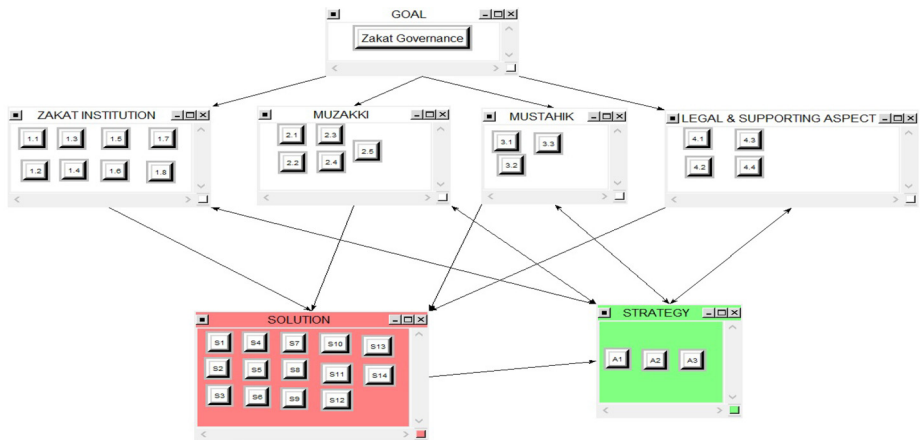 GOAL
Zakat Governance
ZAKAT INSTITUTION
1.1 1.3 1.5 1.7
1.2 1.4 1.6 1.8
MUZAKKI
2.1 2.3
2.5
2.2 2.4
MUSTAHIK
3.1 3.3
3.2
LEGAL & SUPPORTING ASPECT
4.1 4.3
4.2 4.4
SOLUTION
S1 S4 S7 S10 S13
S2 S5 S8 S11 S14
S3 S6 S9 S12
STRATEGY
A1 A2 A3